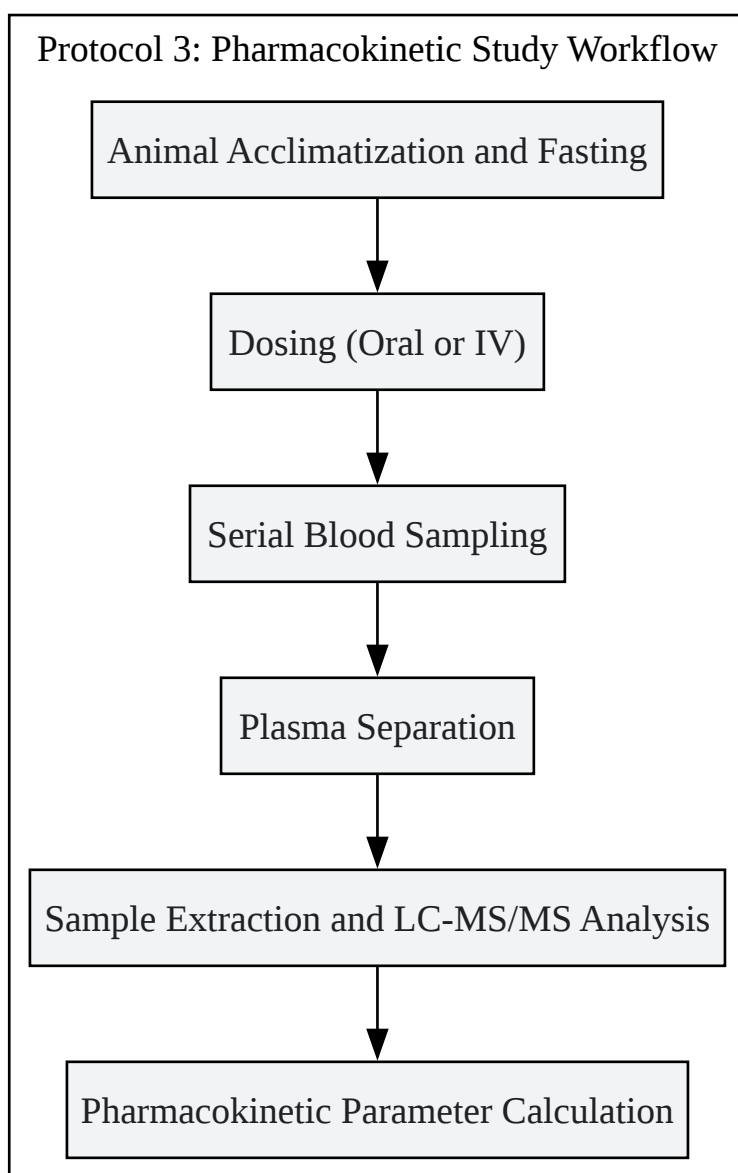 Protocol 3: Pharmacokinetic Study Workflow
Animal Acclimatization and Fasting
Dosing (Oral or IV)
Serial Blood Sampling
Plasma Separation
Sample Extraction and LC-MS/MS Analysis
Pharmacokinetic Parameter Calculation